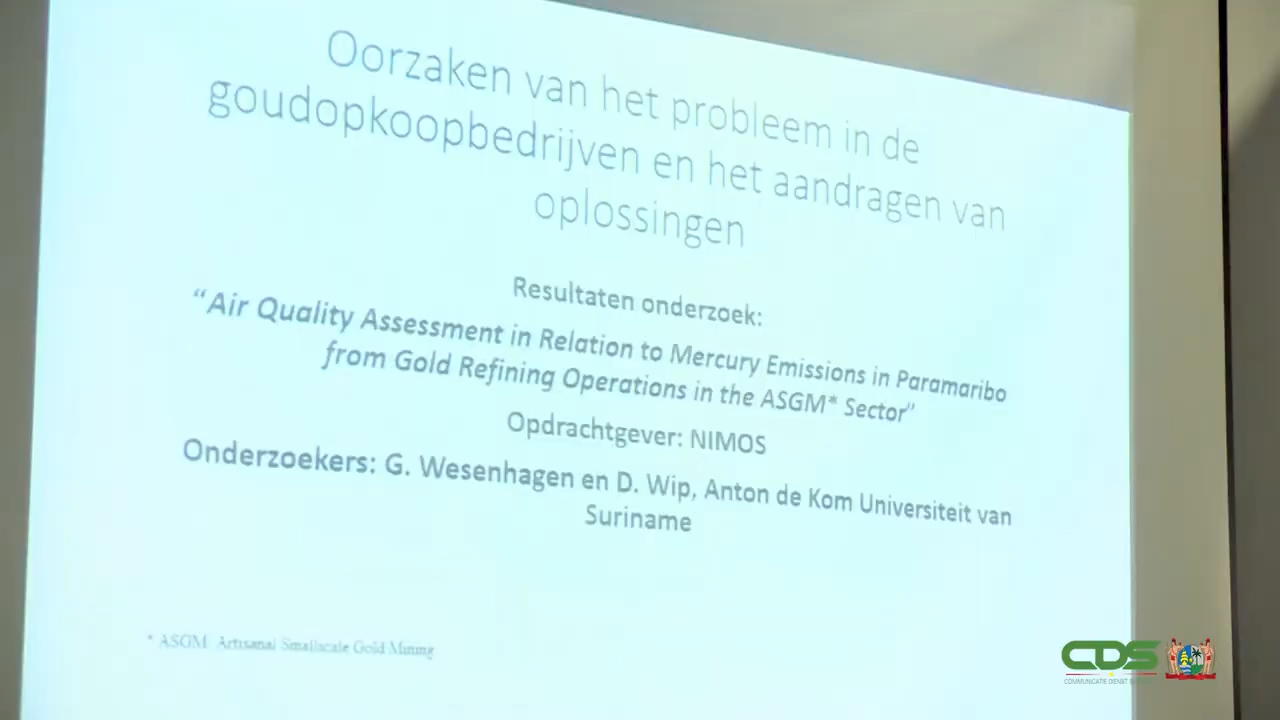 Oorzaken van het probleem in de
goudopkoopbedrijven en het aandragen van
oplossingen
Resultaten onderzoek:
“Air Quality Assessment in Relation to Mercury Emissions in Paramaribo
from Gold Refining Operations in the ASGM* Sector”
Opdrachtgever: NIMOS
Onderzoekers: G. Wesenhagen en D. Wip, Anton de Kom Universiteit van
Suriname
* ASGM Artisanal Smallscale Gold Mining
CDS
COMMUNICATIE DIENST